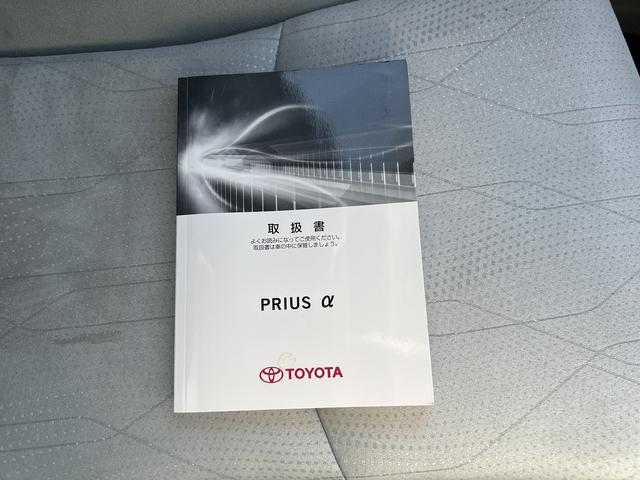 取扱書
よくお読みになってご使用ください。
取扱書は車の中に保管しましょう。
PRIUS α
TOYOTA